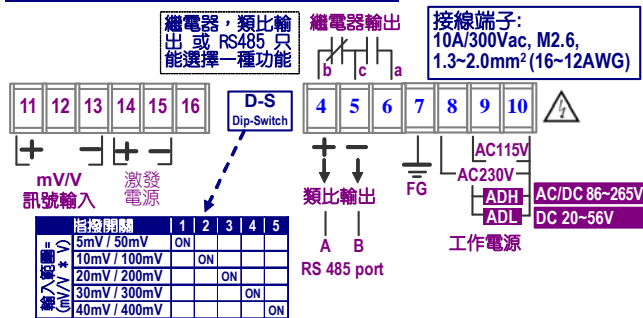 繼電器，類比輸
出 或 RS485 只
能選擇一種功能
繼電器輸出
b c a
接線端子:
10A/300Vac, M2.6,
1.3~2.0mm² (16~12AWG)
11 12 13 14 15 16
D-S
Dip-Switch
4 5 6 7 8 9 10
+ − + −
mV/V
訊號輸入
激發
電源
+ −
類比輸出
A B
RS 485 port
FG
AC115V
AC230V
ADH AC/DC 86~265V
ADL DC 20~56V
工作電源
指撥開關 1 2 3 4 5
輸入範圍=
(mV/V * V)
5mV / 50mV ON
10mV / 100mV ON
20mV / 200mV ON
30mV / 300mV ON
40mV / 400mV ON